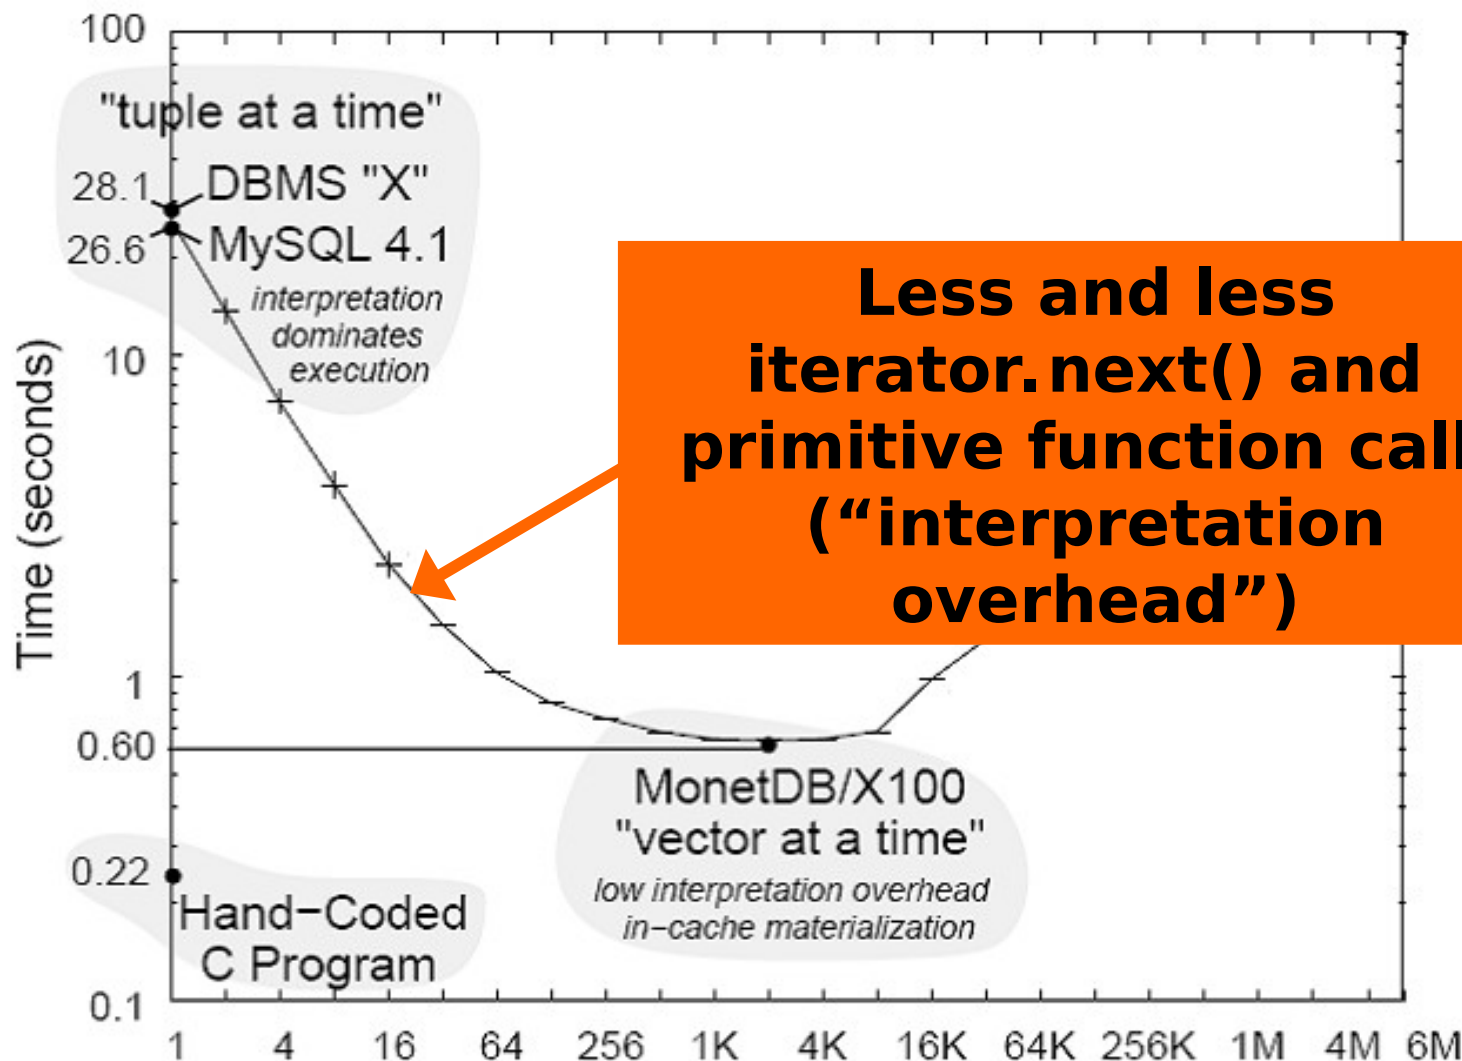 100
"tuple at a time"
28.1 DBMS "X"
26.6 MySQL 4.1
interpretation
dominates
execution
10
Time (seconds)
Less and less
iterator.next() and
primitive function call
(“interpretation
overhead”)
1
0.60
MonetDB/X100
"vector at a time"
low interpretation overhead
in−cache materialization
0.22
Hand−Coded
C Program
0.1
1 4 16 64 256 1K 4K 16K 64K 256K 1M 4M 6M